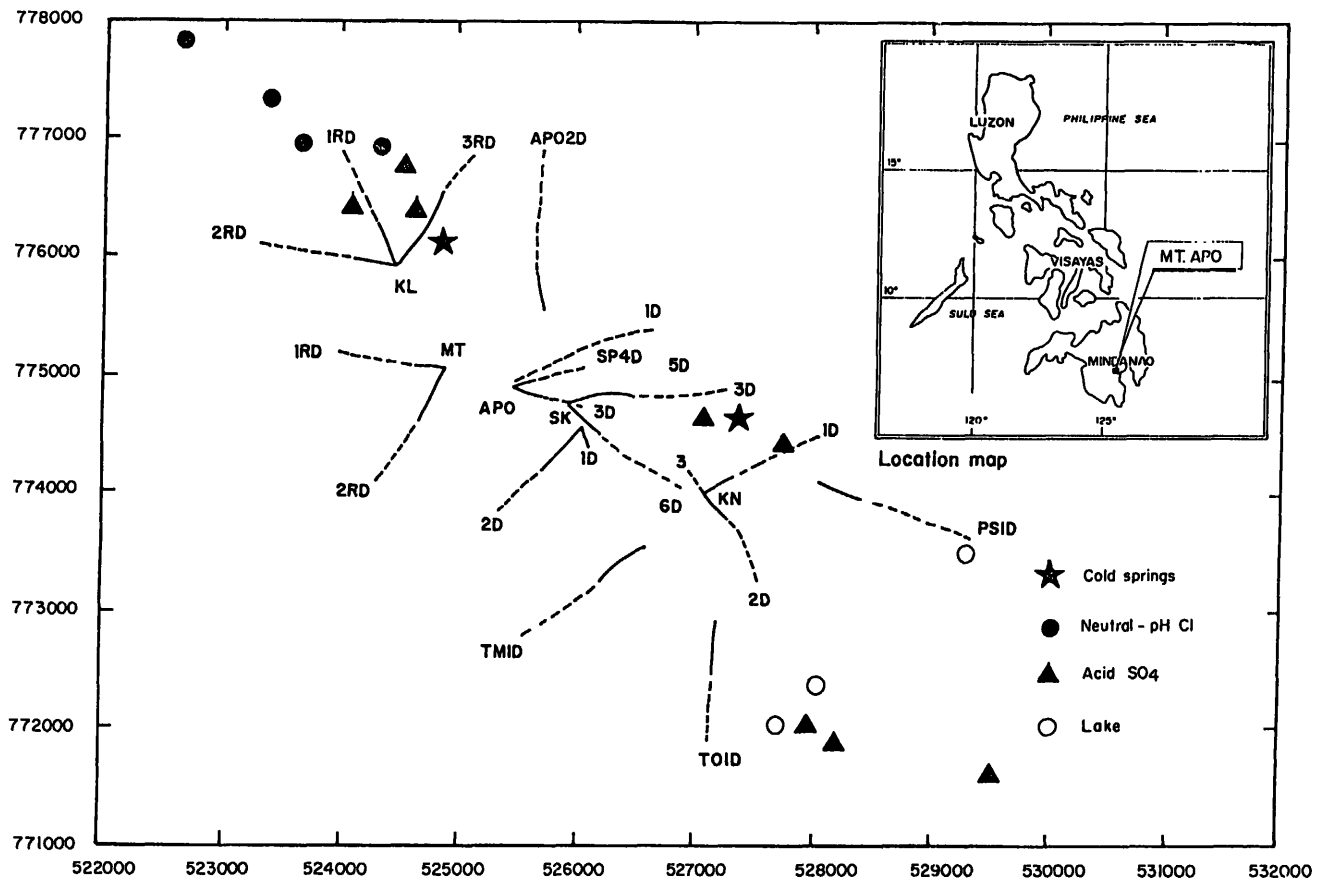 778000
777000
776000
775000
774000
773000
772000
771000
522000 523000 524000 525000 526000 527000 528000 529000 530000 531000 532000
1RD
3RD
APO2D
2RD
KL
1RD
MT
2RD
1D
SP4D
5D
3D
APO
SK
3D
1D
2D
6D
3
KN
1D
2D
PS1D
TM1D
TO1D
LUZON
PHILIPPINE SEA
15°
VISAYAS
MT. APO
10°
SULU SEA
MINDANAO
120°
125°
Location map
Cold springs
Neutral - pH Cl
Acid SO4
Lake